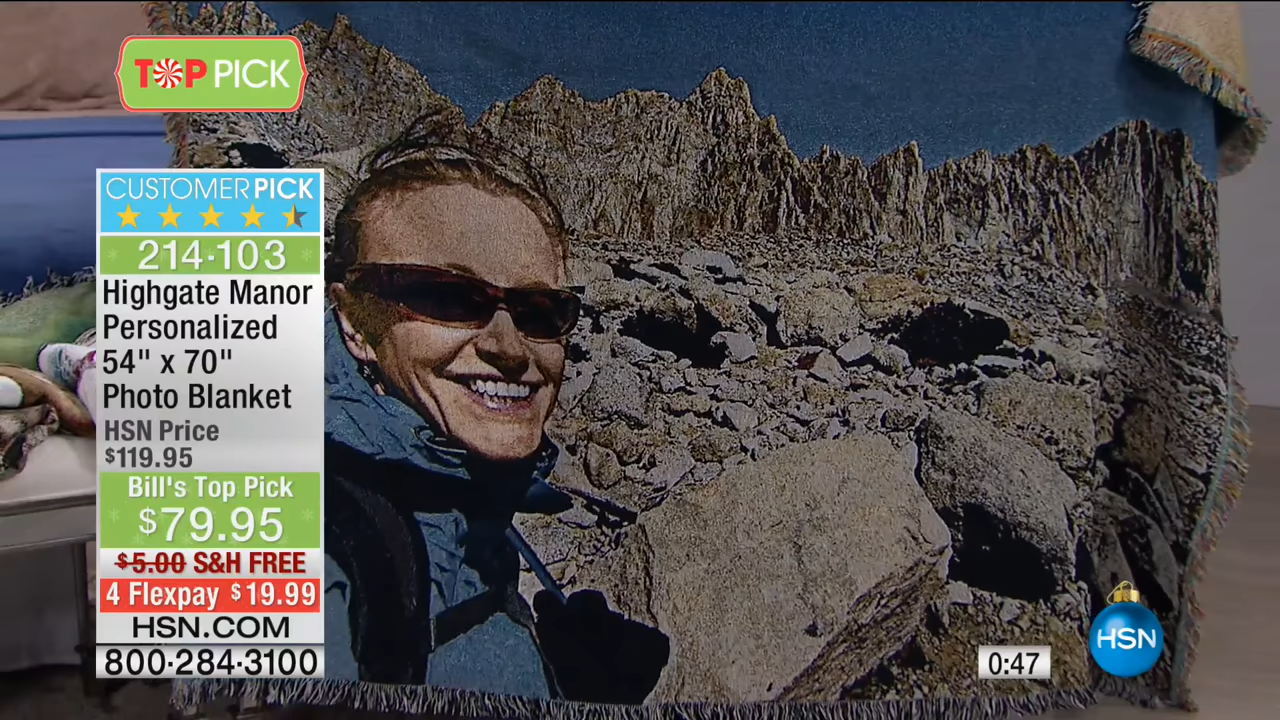 TOP PICK
CUSTOMER PICK
214·103
Highgate Manor
Personalized
54" x 70"
Photo Blanket
HSN Price
$119.95
Bill's Top Pick
$79.95
$5.00 S&H FREE
4 Flexpay $19.99
HSN.COM
800·284·3100
0:47
HSN